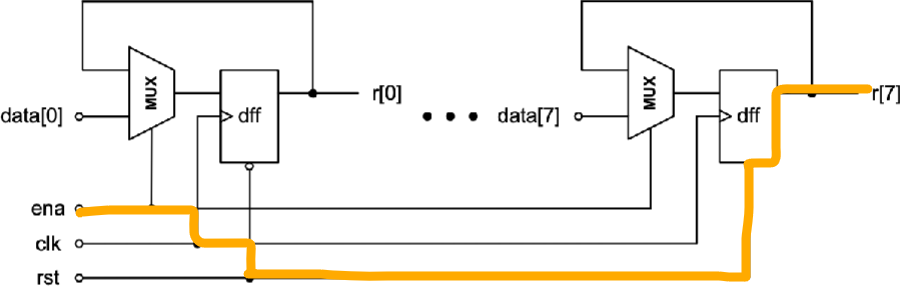 MUX
dff
r[0]
data[0]
MUX
dff
r[7]
data[7]
ena
clk
rst